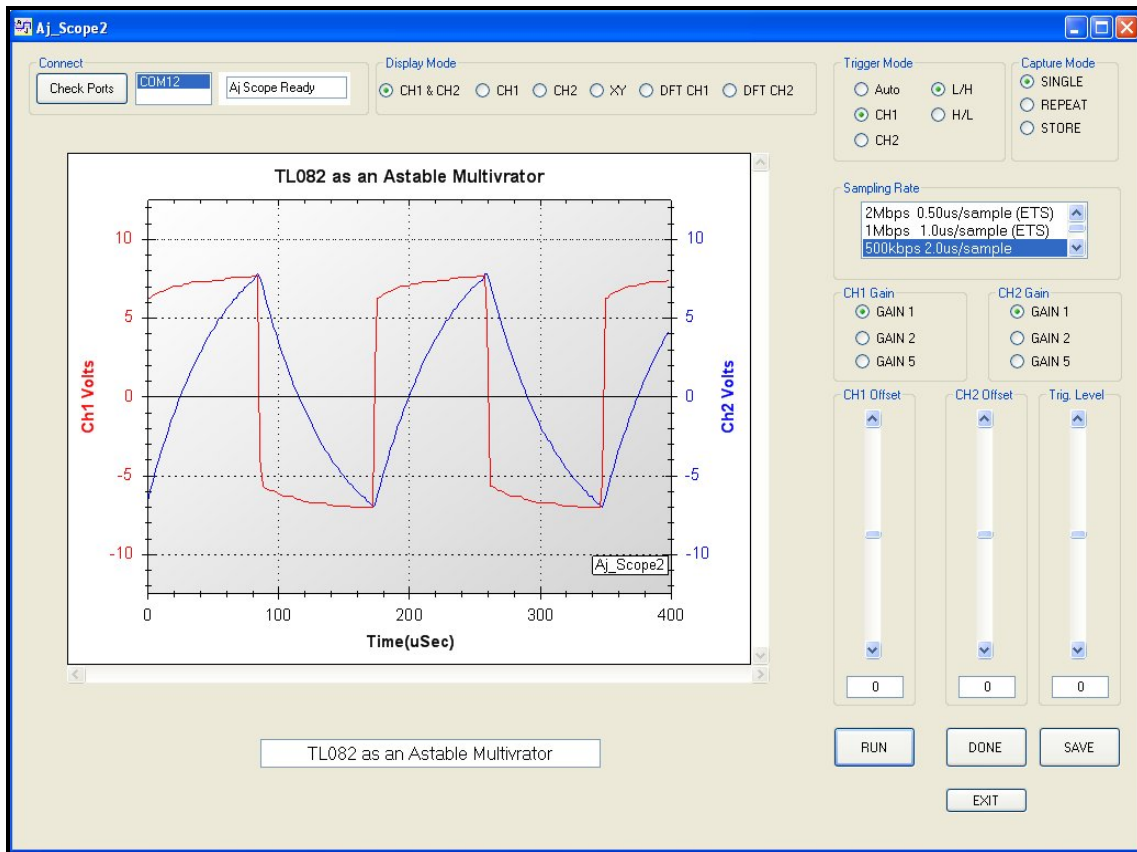 Aj_Scope2
Connect
Check Ports
COM12
Aj Scope Ready
Display Mode
CH1 & CH2
CH1
CH2
XY
DFT CH1
DFT CH2
Trigger Mode
Auto
L/H
CH1
H/L
CH2
Capture Mode
SINGLE
REPEAT
STORE
TL082 as an Astable Multivrator
10
5
0
-5
-10
Ch1 Volts
10
5
0
-5
-10
Ch2 Volts
Aj_Scope2
0
100
200
300
400
Time(uSec)
TL082 as an Astable Multivrator
Sampling Rate
2Mbps 0.50us/sample (ETS)
1Mbps 1.0us/sample (ETS)
500kbps 2.0us/sample
CH1 Gain
GAIN 1
GAIN 2
GAIN 5
CH2 Gain
GAIN 1
GAIN 2
GAIN 5
CH1 Offset
0
CH2 Offset
0
Trig. Level
0
RUN
DONE
SAVE
EXIT